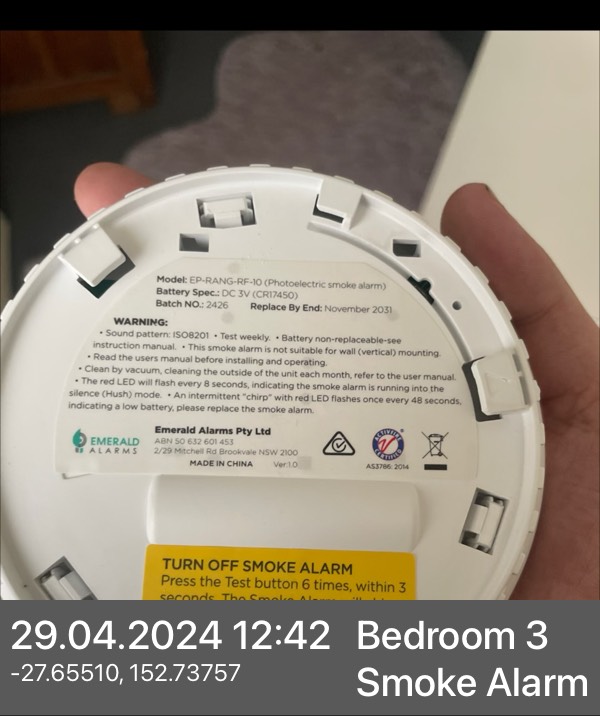 Model: EP-RANG-RF-10 (Photoelectric smoke alarm)
Battery Spec.: DC 3V (CR17450)
Batch NO.: 2426 Replace By End: November 2031
WARNING:
• Sound pattern: ISO8201 • Test weekly. • Battery non-replaceable-see
instruction manual. • This smoke alarm is not suitable for wall (vertical) mounting.
• Read the users manual before installing and operating.
• Clean by vacuum, cleaning the outside of the unit each month, refer to the user manual.
• The red LED will flash every 8 seconds, indicating the smoke alarm is running into the
silence (Hush) mode. • An intermittent "chirp" with red LED flashes once every 48 seconds,
indicating a low battery, please replace the smoke alarm.
EMERALD
ALARMS
Emerald Alarms Pty Ltd
ABN 50 632 601 453
2/29 Mitchell Rd Brookvale NSW 2100
MADE IN CHINA Ver:1.0
ACTIVFIRE
CERTIFIED
AS3786: 2014
TURN OFF SMOKE ALARM
Press the Test button 6 times, within 3
seconds. The Smoke Alarm will
29.04.2024 12:42
-27.65510, 152.73757
Bedroom 3
Smoke Alarm